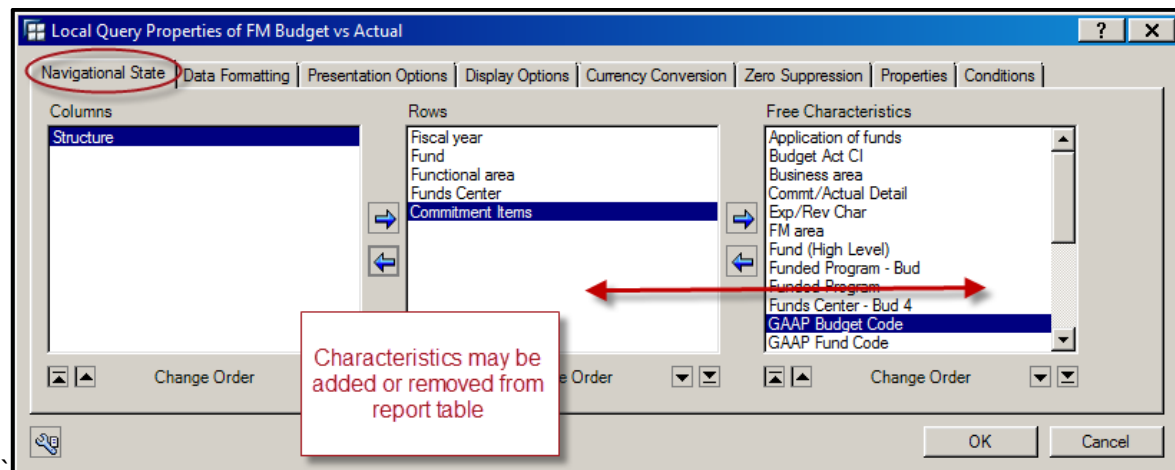 Local Query Properties of FM Budget vs Actual
? X
Navigational State Data Formatting Presentation Options Display Options Currency Conversion Zero Suppression Properties Conditions
Columns
Structure
Rows
Fiscal year
Fund
Functional area
Funds Center
Commitment Items
Free Characteristics
Application of funds
Budget Act CI
Business area
Commt/Actual Detail
Exp/Rev Char
FM area
Fund (High Level)
Funded Program - Bud
Funded Program
Funds Center - Bud 4
GAAP Budget Code
GAAP Fund Code
Characteristics may be
added or removed from
report table
Change Order
e Order
Change Order
OK
Cancel
`